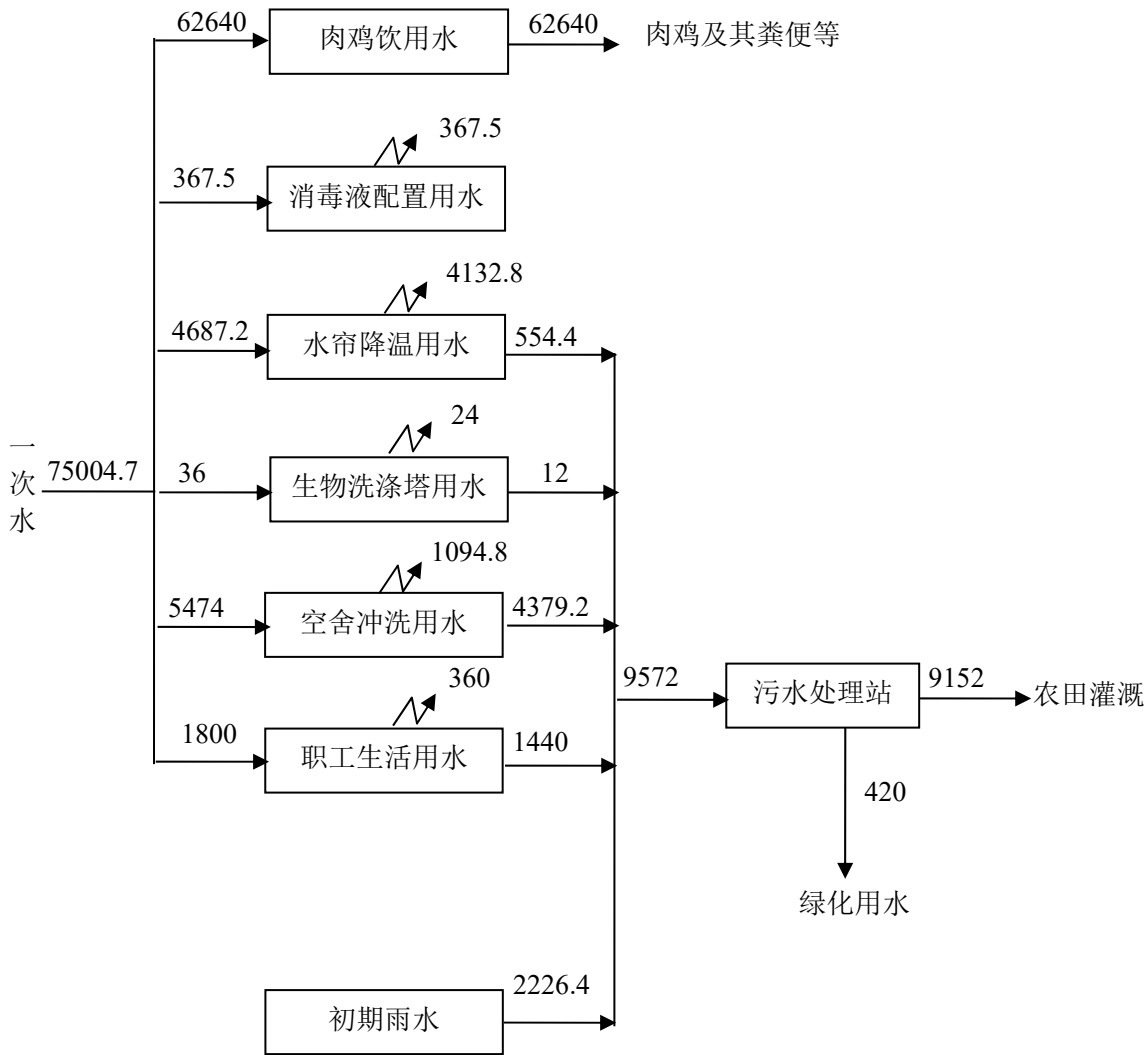 62640
肉鸡饮用水
62640
肉鸡及其粪便等
367.5
367.5
消毒液配置用水
4132.8
4687.2
水帘降温用水
554.4
24
一次水
75004.7
36
生物洗涤塔用水
12
1094.8
5474
空舍冲洗用水
4379.2
360
9572
污水处理站
9152
农田灌溉
1800
职工生活用水
1440
420
绿化用水
2226.4
初期雨水